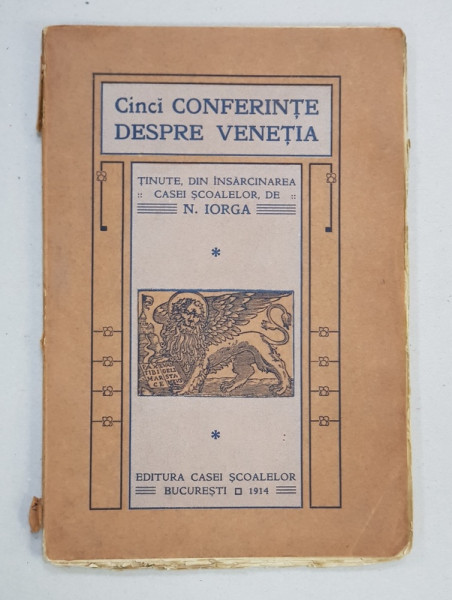 Cinci CONFERINȚE
DESPRE VENEȚIA
ȚINUTE, DIN ÎNSĂRCINAREA
:: CASEI ȘCOALELOR, DE ::
N. IORGA
*
*
EDITURA CASEI ȘCOALELOR
BUCUREȘTI 1914